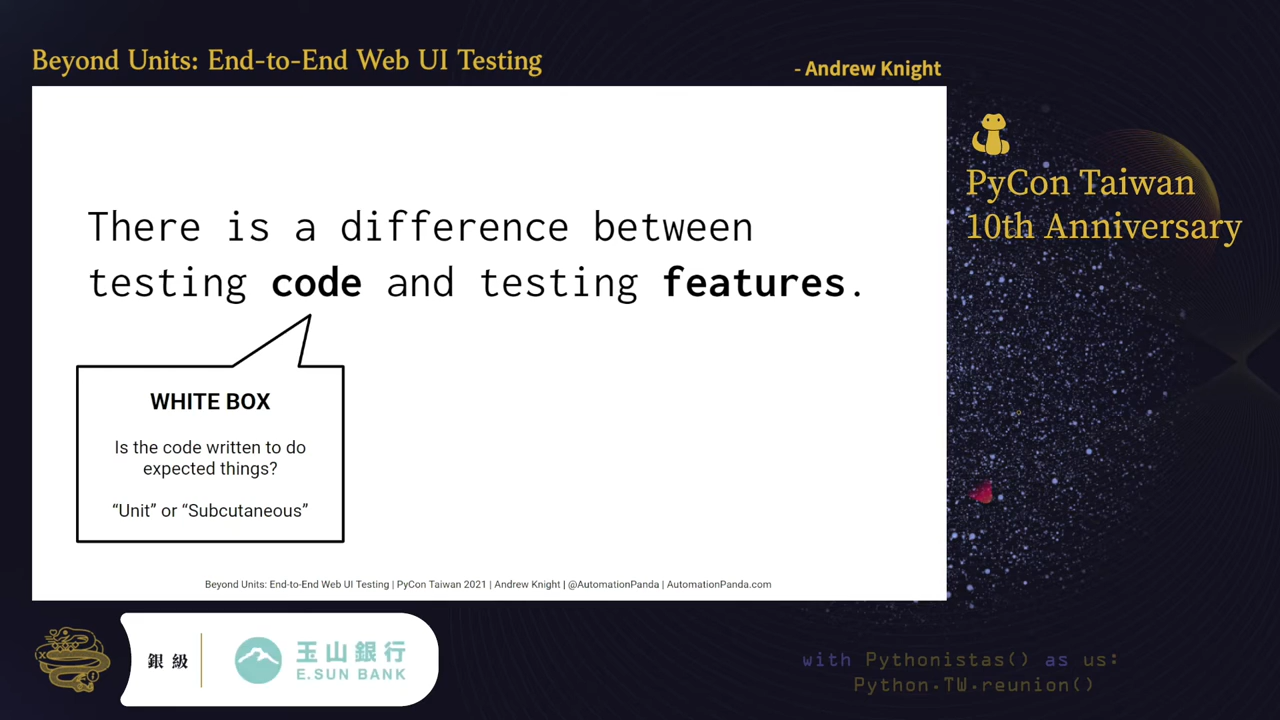 Beyond Units: End-to-End Web UI Testing
- Andrew Knight
PyCon Taiwan
10th Anniversary
There is a difference between
testing code and testing features.
WHITE BOX
Is the code written to do
expected things?
“Unit” or “Subcutaneous”
Beyond Units: End-to-End Web UI Testing | PyCon Taiwan 2021 | Andrew Knight | @AutomationPanda | AutomationPanda.com
銀級
玉山銀行
E.SUN BANK
with Pythonistas() as us:
Python.TW.reunion()